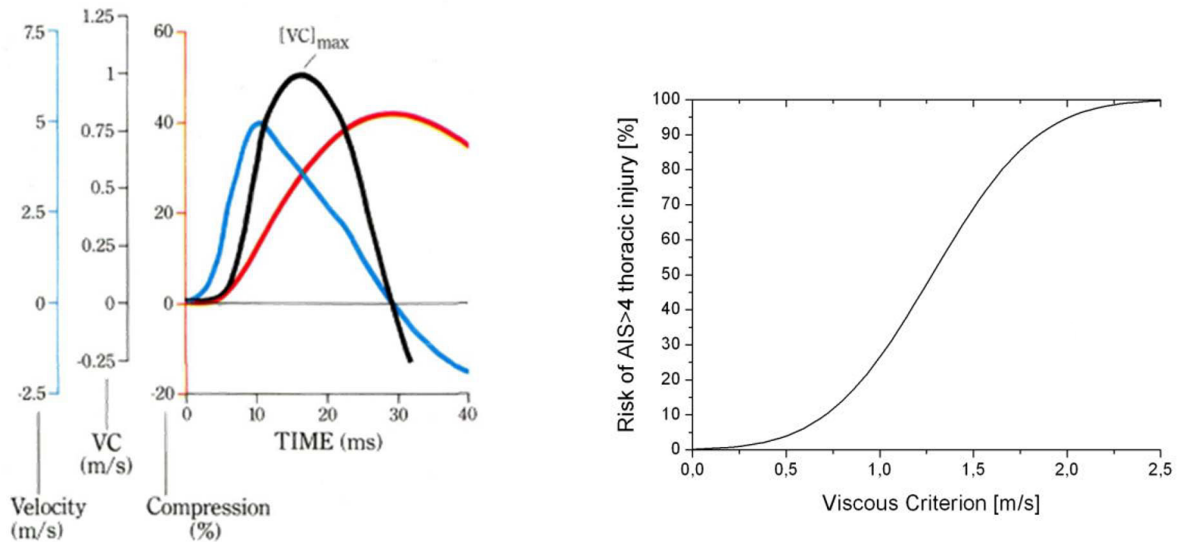 7.5
5
2.5
0
-2.5
Velocity
(m/s)
1.25
1
0.75
0.5
0.25
0
-0.25
VC
(m/s)
60
40
20
0
-20
Compression
(%)
[VC]max
0 10 20 30 40
TIME (ms)
Risk of AIS>4 thoracic injury [%]
100
90
80
70
60
50
40
30
20
10
0
0,0 0,5 1,0 1,5 2,0 2,5
Viscous Criterion [m/s]